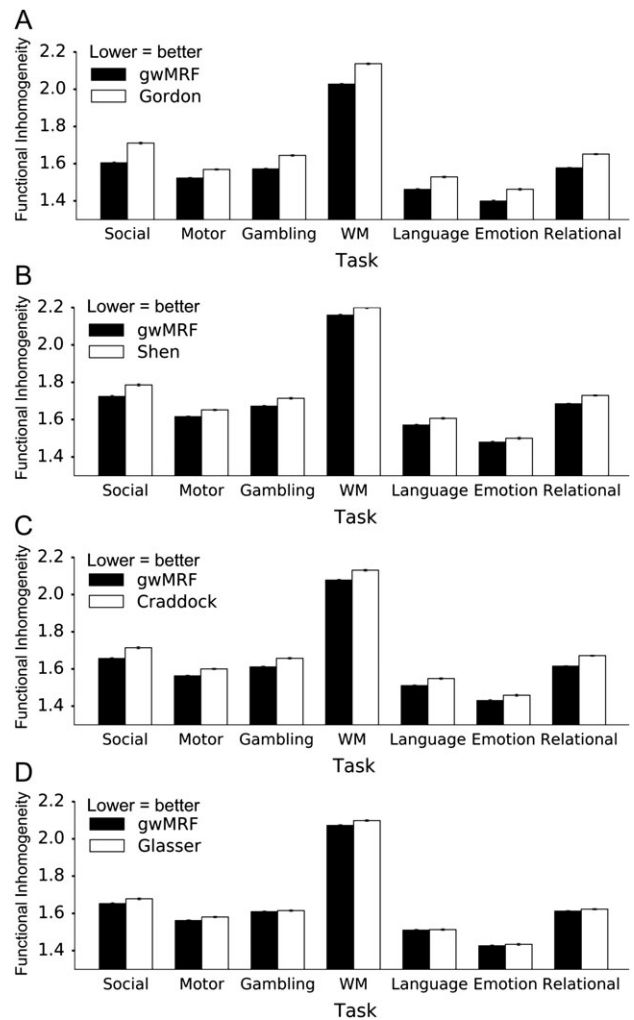 A
Lower = better
gwMRF
Gordon
Functional Inhomogeneity
2.2
2.0
1.8
1.6
1.4
Social Motor Gambling WM Language Emotion Relational
Task
B
Lower = better
gwMRF
Shen
Functional Inhomogeneity
2.2
2.0
1.8
1.6
1.4
Social Motor Gambling WM Language Emotion Relational
Task
C
Lower = better
gwMRF
Craddock
Functional Inhomogeneity
2.2
2.0
1.8
1.6
1.4
Social Motor Gambling WM Language Emotion Relational
Task
D
Lower = better
gwMRF
Glasser
Functional Inhomogeneity
2.2
2.0
1.8
1.6
1.4
Social Motor Gambling WM Language Emotion Relational
Task